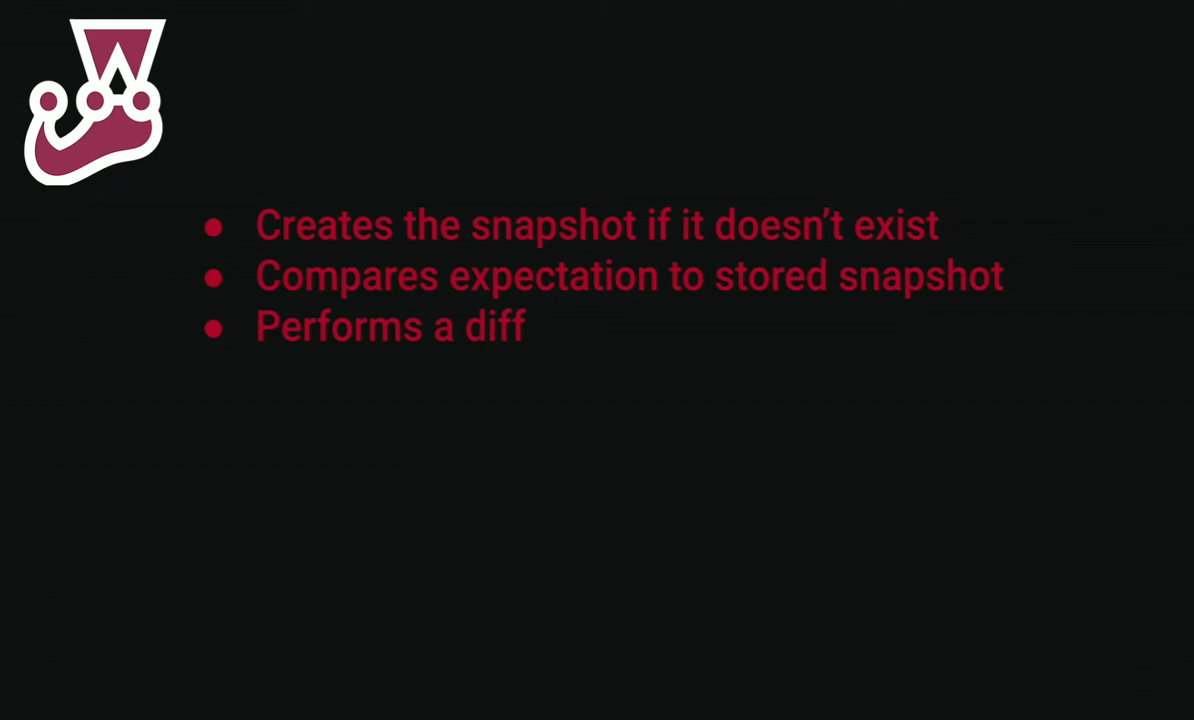 ● Creates the snapshot if it doesn’t exist
● Compares expectation to stored snapshot
● Performs a diff